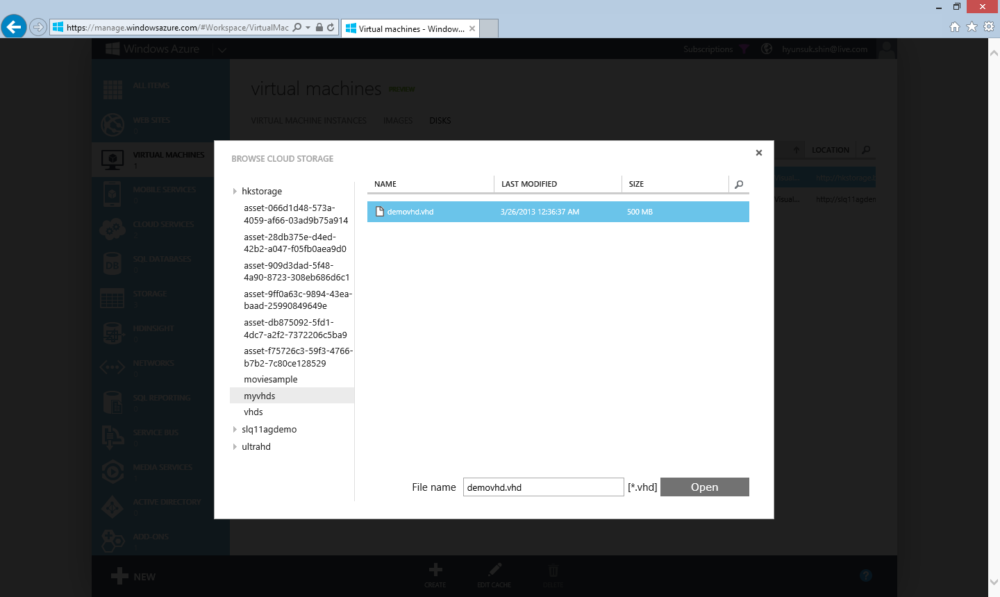 https://manage.windowsazure.com/#Workspace/VirtualMac
Virtual machines - Window...
Windows Azure
Subscriptions
hyunsuk.shin@live.com
ALL ITEMS
WEB SITES
0
VIRTUAL MACHINES
1
MOBILE SERVICES
CLOUD SERVICES
SQL DATABASES
STORAGE
HDINSIGHT
NETWORKS
SQL REPORTING
SERVICE BUS
MEDIA SERVICES
ACTIVE DIRECTORY
ADD-ONS
virtual machines PREVIEW
VIRTUAL MACHINE INSTANCES IMAGES DISKS
LOCATION
Visual... http://hkstorage.b
Visual... http://slq11agdem
BROWSE CLOUD STORAGE
hkstorage
asset-066d1d48-573a-
4059-af66-03ad9b75a914
asset-28db375e-d4ed-
42b2-a047-f05fb0aea9d0
asset-909d3dad-5f48-
4a90-8723-308eb686d6c1
asset-9ff0a63c-9894-43ea-
baad-25990849649e
asset-db875092-5fd1-
4dc7-a2f2-7372206c5ba9
asset-f75726c3-59f3-4766-
b7b2-7c80ce128529
moviesample
myvhds
vhds
slq11agdemo
ultrahd
NAME LAST MODIFIED SIZE
demovhd.vhd 3/26/2013 12:36:37 AM 500 MB
File name demovhd.vhd [*.vhd] Open
NEW
CREATE
EDIT CACHE
DELETE